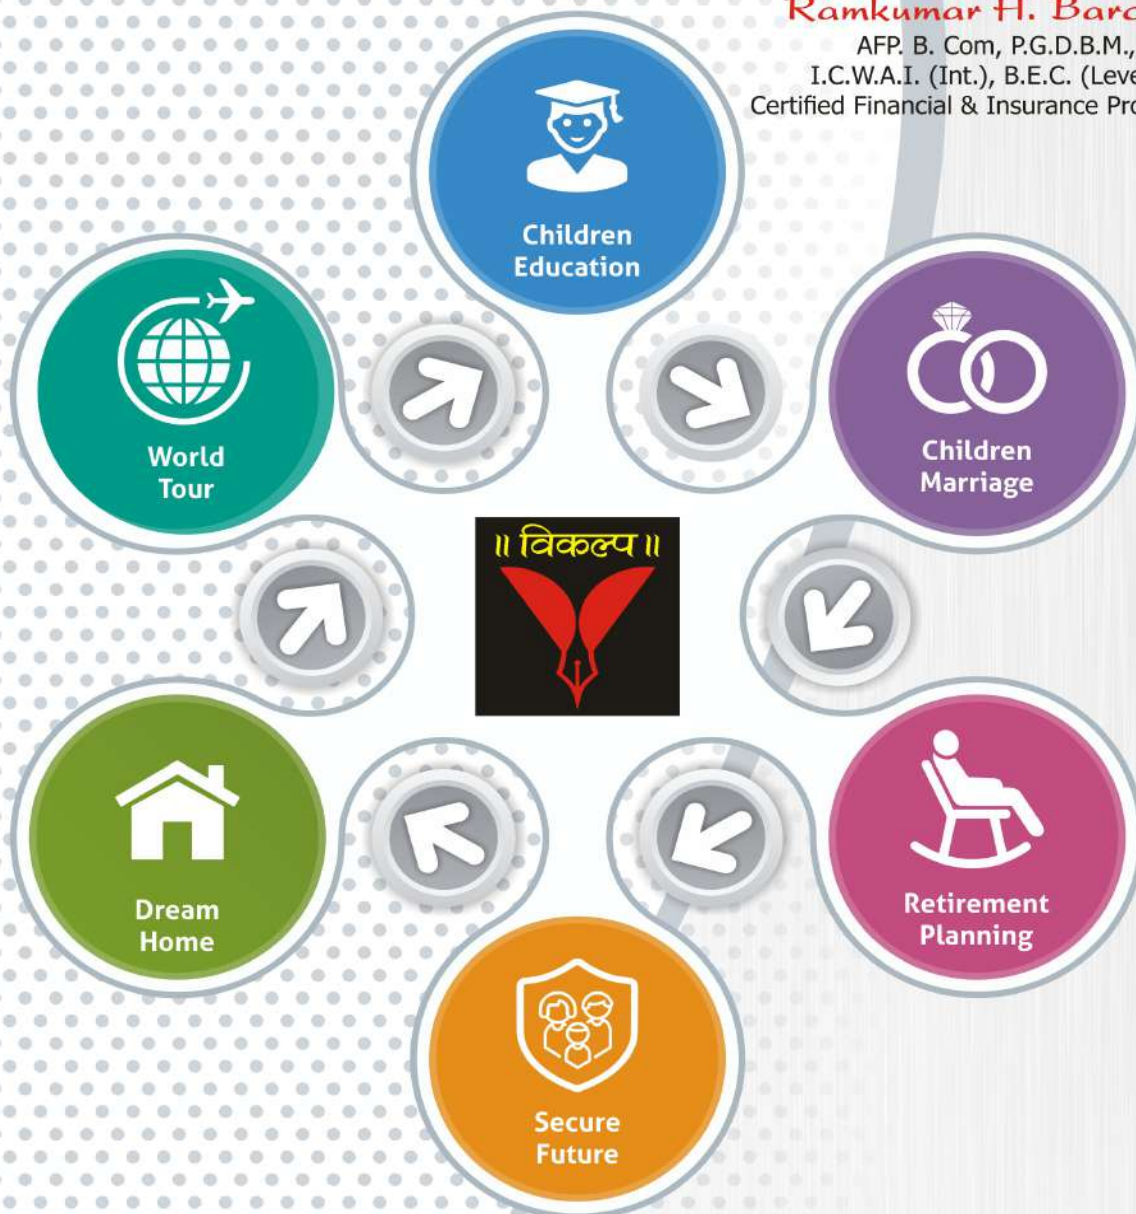 Ramkumar H.
AFP. B. Com, P.G.D.B.M.,
I.C.W.A.I. (Int.), B.E.C.
Certified Financial & Insurance
Children
Education
World
Tour
Children
Marriage
॥ विकल्प ॥
Dream
Home
Retirement
Planning
Secure
Future